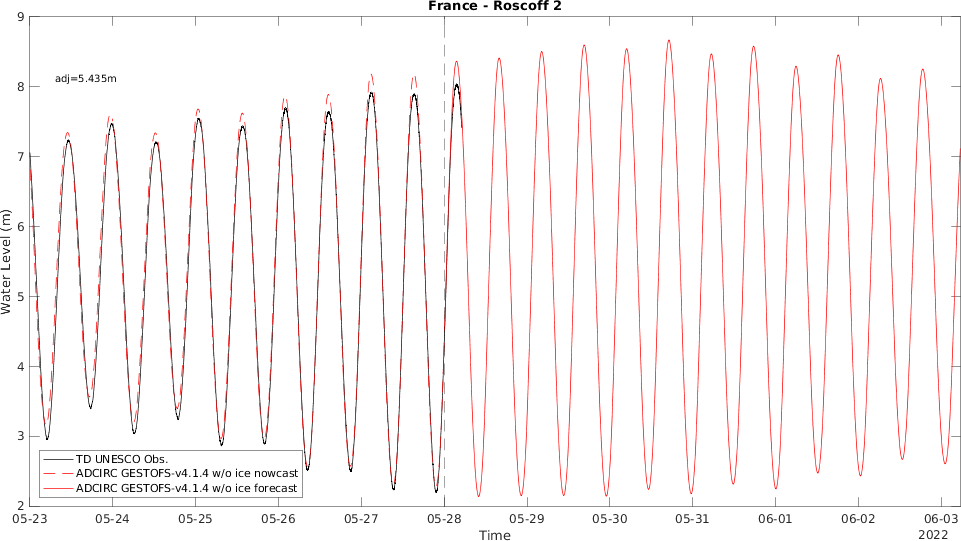 France - Roscoff 2
adj=5.435m
9
8
7
6
5
4
3
2
Water Level (m)
TD UNESCO Obs.
ADCIRC GESTOFS-v4.1.4 w/o ice nowcast
ADCIRC GESTOFS-v4.1.4 w/o ice forecast
05-23 05-24 05-25 05-26 05-27 05-28 05-29 05-30 05-31 06-01 06-02 06-03
Time
2022